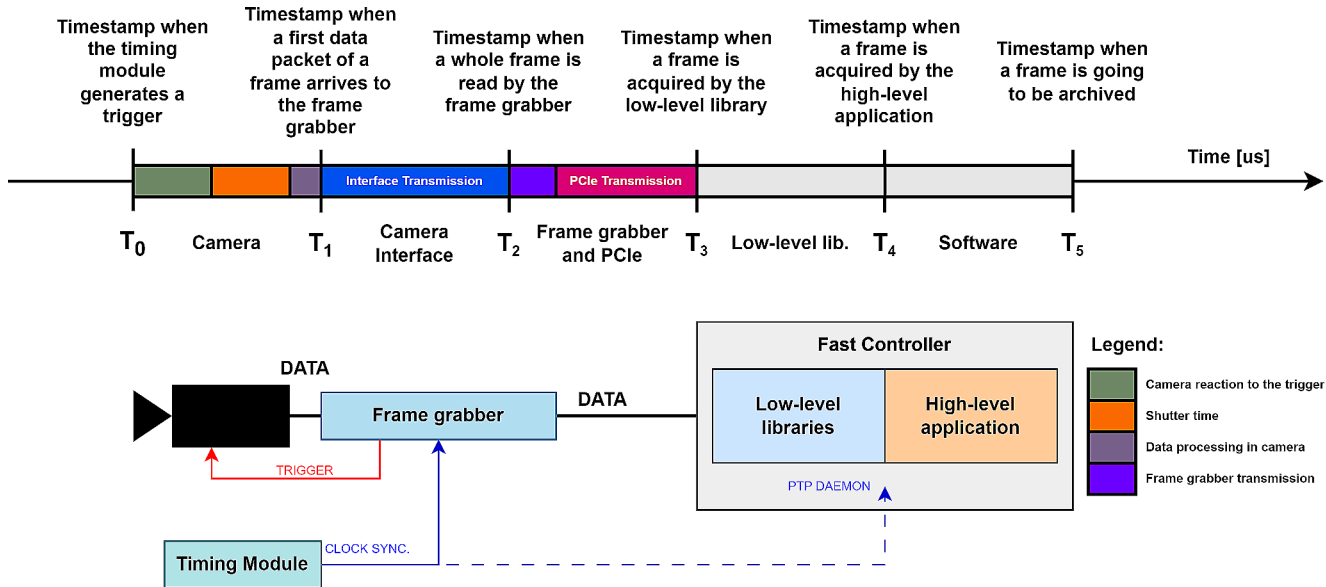 Timestamp when
the timing
module
generates a
trigger
Timestamp when
a first data
packet of a
frame arrives to
the frame
grabber
Timestamp when
a whole frame is
read by the
frame grabber
Timestamp when
a frame is
acquired by the
low-level library
Timestamp when
a frame is
acquired by the
high-level
application
Timestamp when
a frame is going
to be archived
Time [us]
Interface Transmission
PCIe Transmission
T0
Camera
T1
Camera
Interface
T2
Frame grabber
and PCIe
T3
Low-level lib.
T4
Software
T5
DATA
Frame grabber
DATA
TRIGGER
Timing Module
CLOCK SYNC.
Fast Controller
Low-level
libraries
High-level
application
PTP DAEMON
Legend:
Camera reaction to the trigger
Shutter time
Data processing in camera
Frame grabber transmission